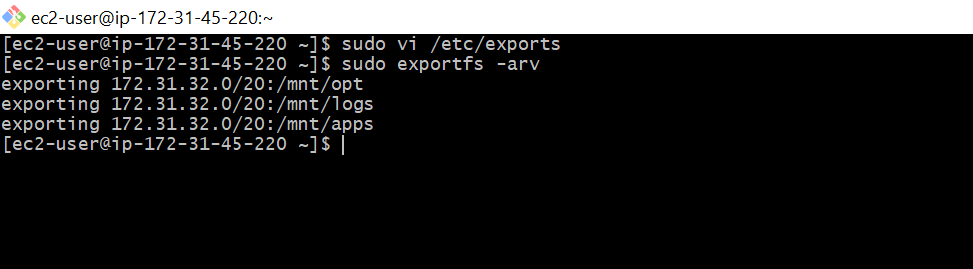 ec2-user@ip-172-31-45-220:~
[ec2-user@ip-172-31-45-220 ~]$ sudo vi /etc/exports
[ec2-user@ip-172-31-45-220 ~]$ sudo exportfs -arv
exporting 172.31.32.0/20:/mnt/opt
exporting 172.31.32.0/20:/mnt/logs
exporting 172.31.32.0/20:/mnt/apps
[ec2-user@ip-172-31-45-220 ~]$